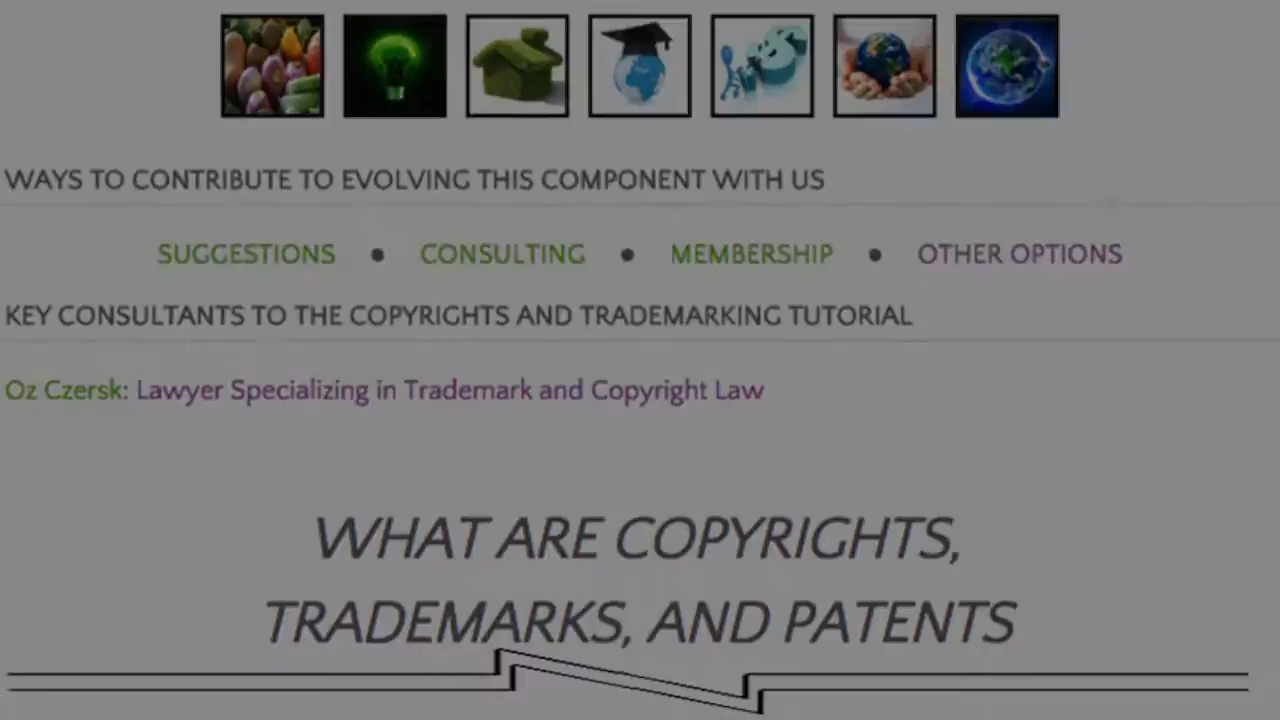 WAYS TO CONTRIBUTE TO EVOLVING THIS COMPONENT WITH US
SUGGESTIONS • CONSULTING • MEMBERSHIP • OTHER OPTIONS
KEY CONSULTANTS TO THE COPYRIGHTS AND TRADEMARKING TUTORIAL
Oz Czersk: Lawyer Specializing in Trademark and Copyright Law
WHAT ARE COPYRIGHTS,
TRADEMARKS, AND PATENTS